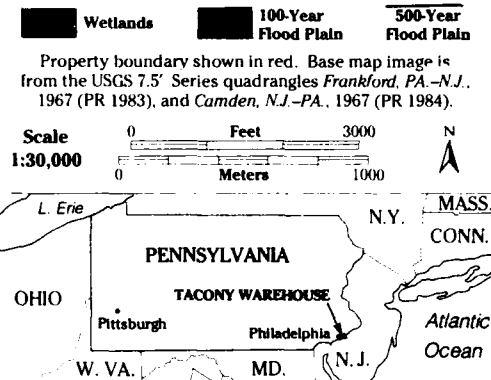 Wetlands
100-Year
Flood Plain
500-Year
Flood Plain
Property boundary shown in red. Base map image is
from the USGS 7.5' Series quadrangles Frankford, PA.-N.J.,
1967 (PR 1983), and Camden, N.J.-PA., 1967 (PR 1984).
Scale
1:30,000
0 Feet 3000
0 Meters 1000
N
L. Erie
N.Y.
MASS.
CONN.
PENNSYLVANIA
OHIO
TACONY WAREHOUSE
Pittsburgh
Philadelphia
Atlantic
Ocean
W. VA.
MD.
N. J.